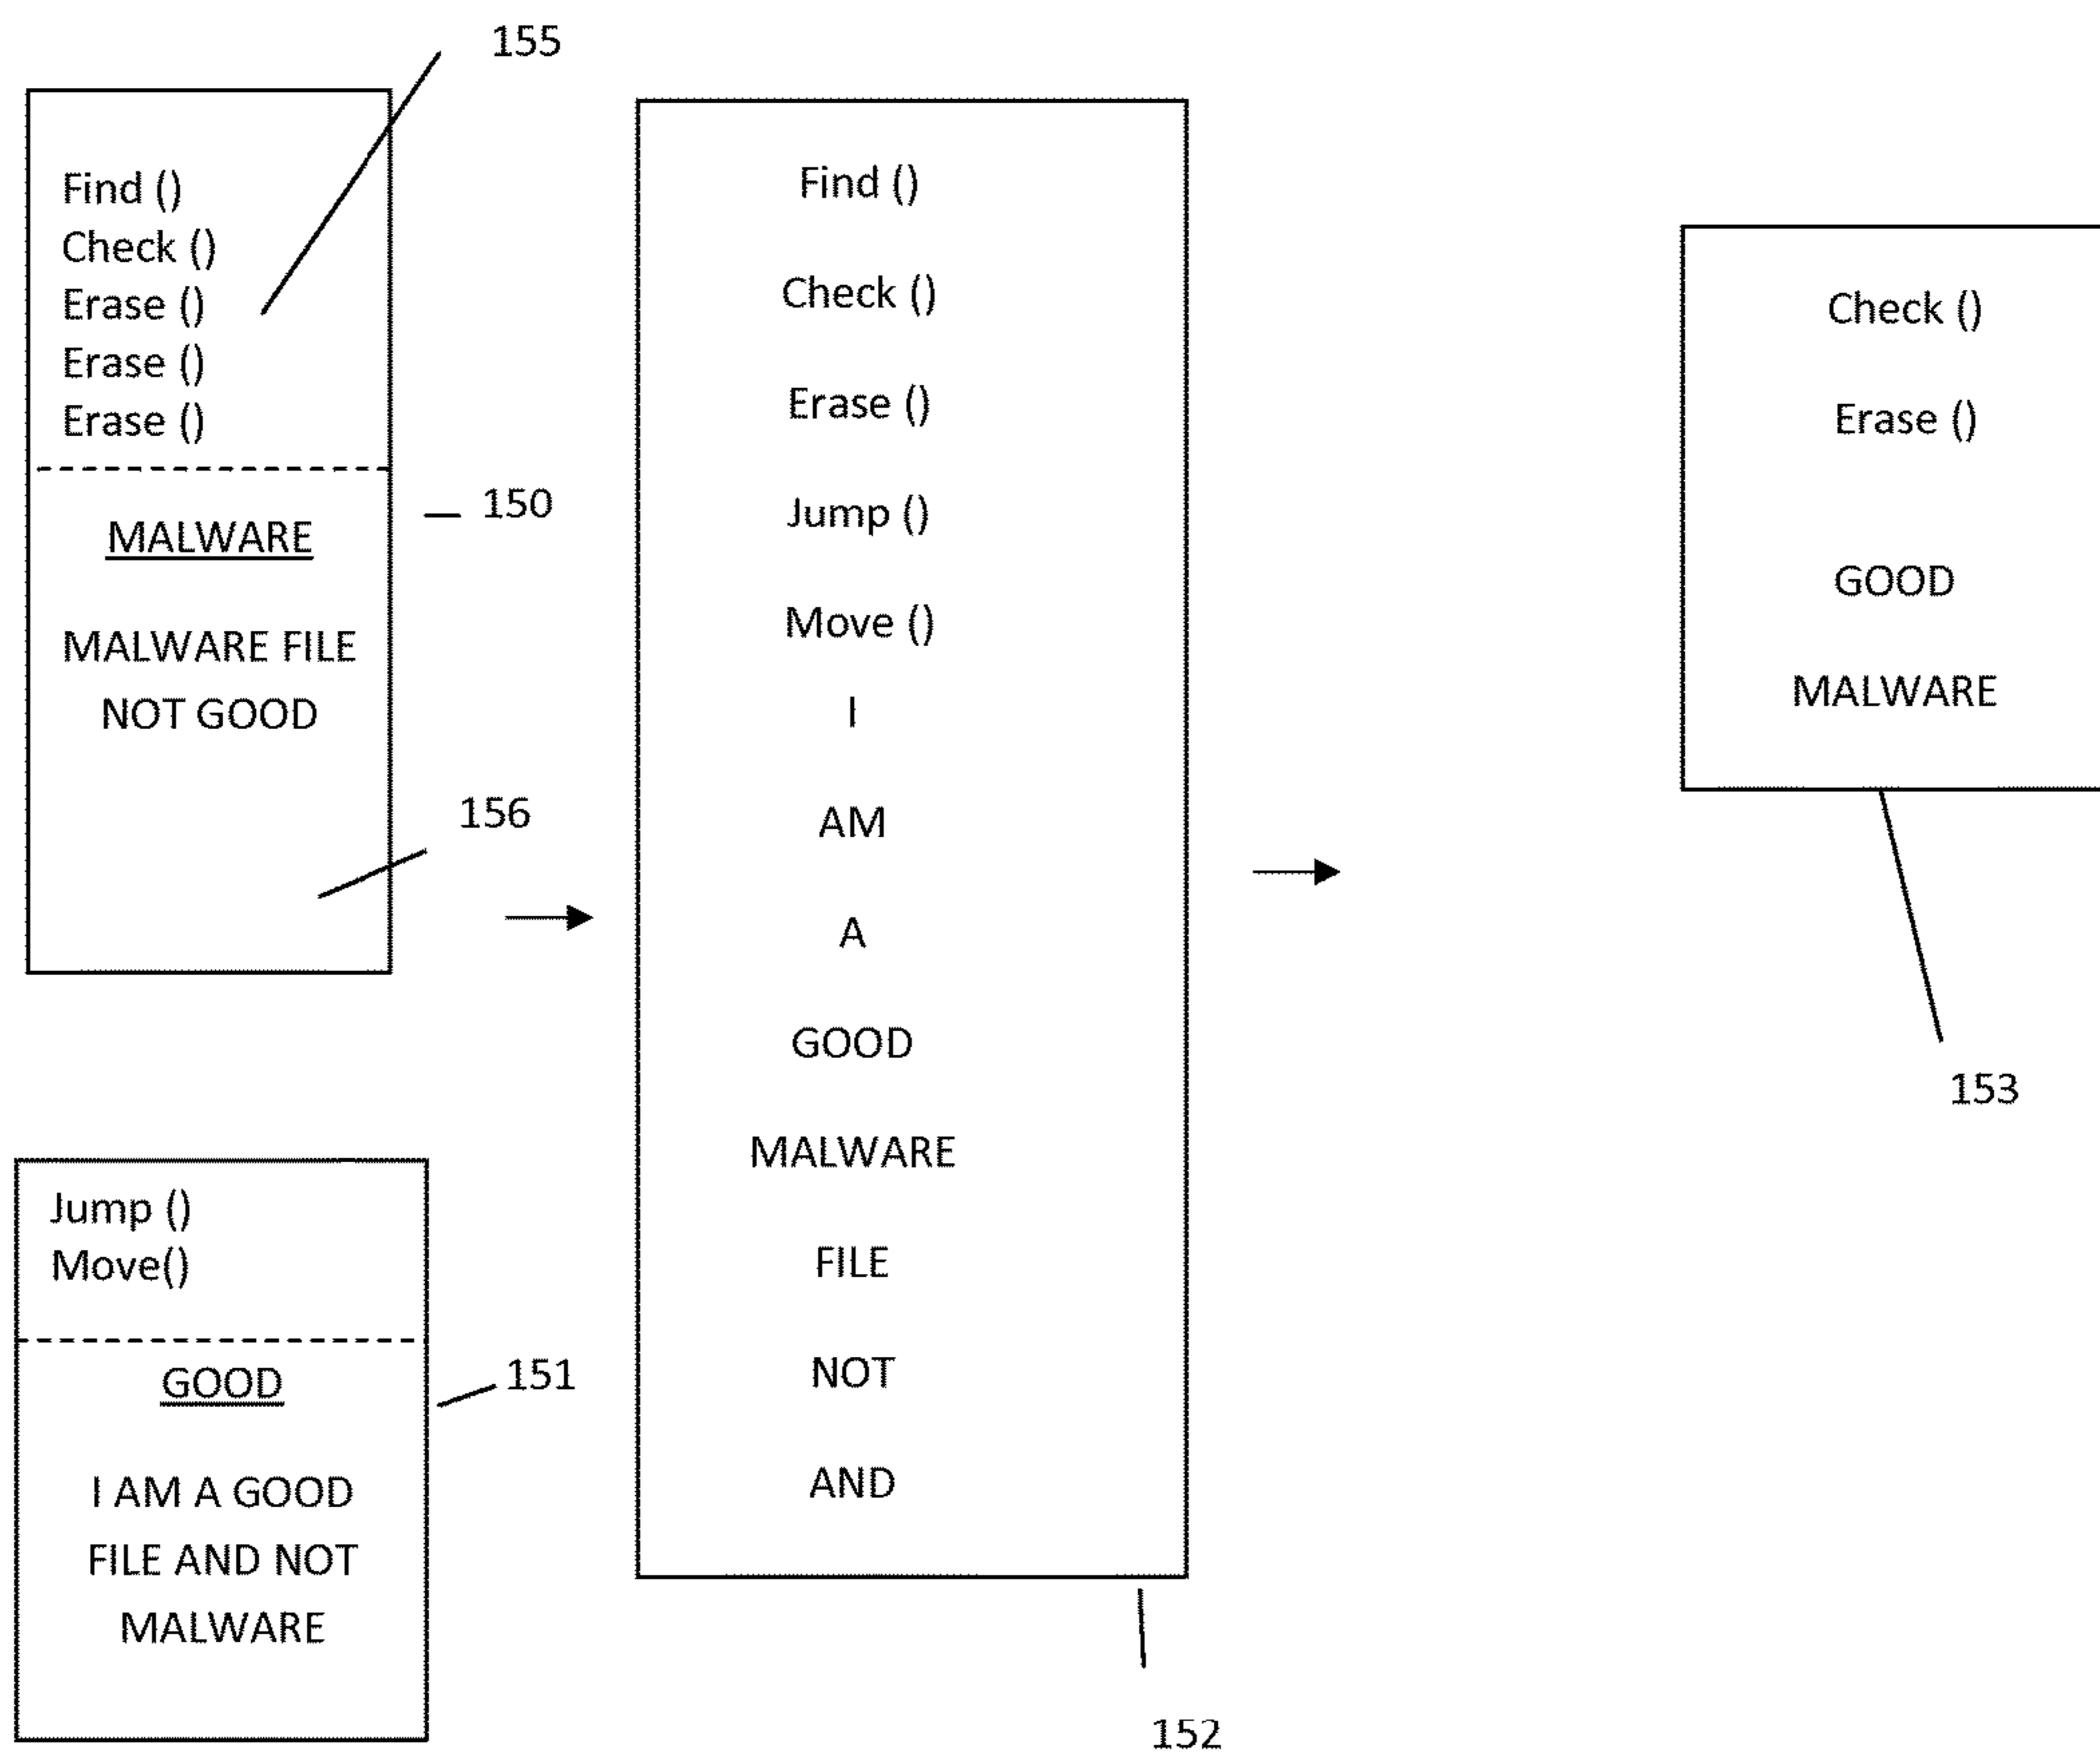 155
Find ()
Check ()
Erase ()
Erase ()
Erase ()
150
MALWARE
MALWARE FILE
NOT GOOD
156
Jump ()
Move()
GOOD
151
I AM A GOOD
FILE AND NOT
MALWARE
Find ()
Check ()
Erase ()
Jump ()
Move ()
I
AM
A
GOOD
MALWARE
FILE
NOT
AND
152
Check ()
Erase ()
GOOD
MALWARE
153